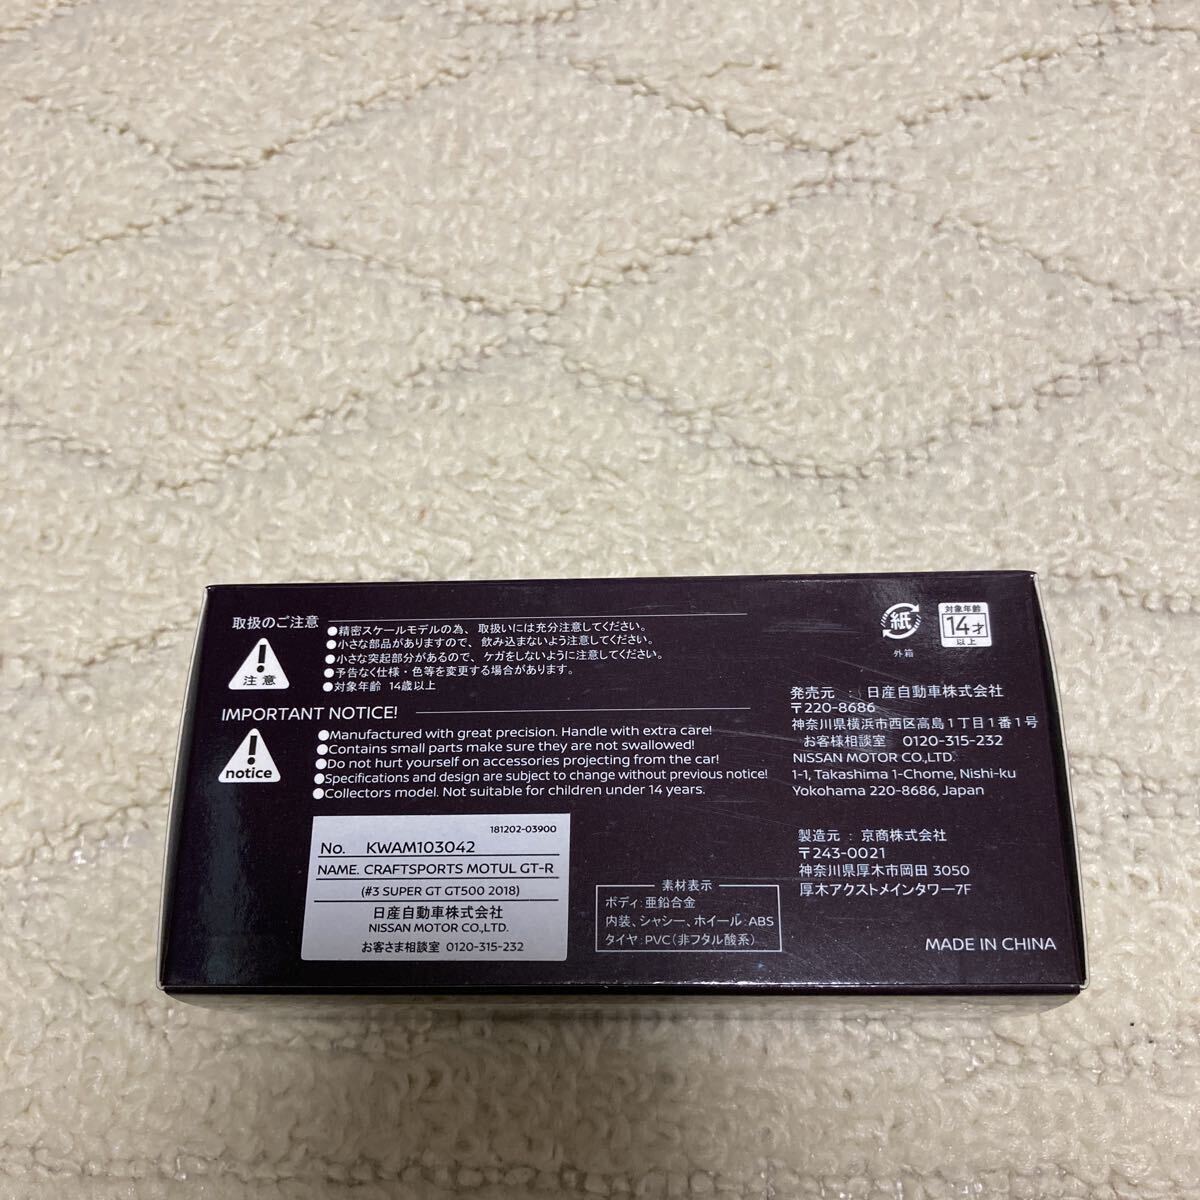 取扱のご注意
注意
●精密スケールモデルの為、取扱いには充分注意してください。
●小さな部品がありますので、飲み込まないよう注意してください。
●小さな突起部分があるので、ケガをしないように注意してください。
●予告なく仕様・色等を変更する場合があります。
●対象年齢 14歳以上
IMPORTANT NOTICE!
notice
●Manufactured with great precision. Handle with extra care!
●Contains small parts make sure they are not swallowed!
●Do not hurt yourself on accessories projecting from the car!
●Specifications and design are subject to change without previous notice!
●Collectors model. Not suitable for children under 14 years.
181202-03900
No. KWAM103042
NAME. CRAFTSPORTS MOTUL GT-R
(#3 SUPER GT GT500 2018)
日産自動車株式会社
NISSAN MOTOR CO.,LTD.
お客さま相談室 0120-315-232
素材表示
ボディ:亜鉛合金
内装、シャシー、ホイール:ABS
タイヤ:PVC(非フタル酸系)
紙
外箱
対象年齢
14才
以上
発売元 : 日産自動車株式会社
〒220-8686
神奈川県横浜市西区高島1丁目1番1号
お客様相談室 0120-315-232
NISSAN MOTOR CO.,LTD.
1-1, Takashima 1-Chome, Nishi-ku
Yokohama 220-8686, Japan
製造元 : 京商株式会社
〒243-0021
神奈川県厚木市岡田 3050
厚木アクストメインタワー7F
MADE IN CHINA